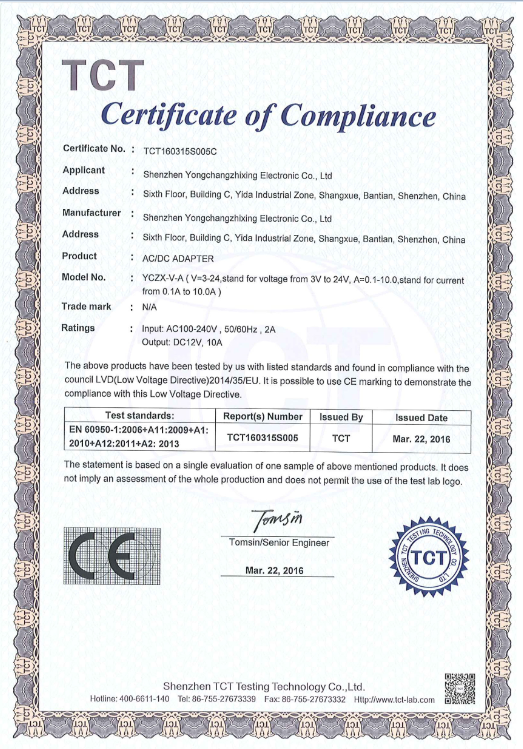 TCT
Certificate of Compliance
Certificate No. : TCT160315S005C
Applicant : Shenzhen Yongchangzhixing Electronic Co., Ltd
Address : Sixth Floor, Building C, Yida Industrial Zone, Shangxue, Bantian, Shenzhen, China
Manufacturer : Shenzhen Yongchangzhixing Electronic Co., Ltd
Address : Sixth Floor, Building C, Yida Industrial Zone, Shangxue, Bantian, Shenzhen, China
Product : AC/DC ADAPTER
Model No. : YCZX-V-A ( V=3-24,stand for voltage from 3V to 24V, A=0.1-10.0,stand for current
from 0.1A to 10.0A )
Trade mark : N/A
Ratings : Input: AC100-240V , 50/60Hz , 2A
Output: DC12V, 10A
The above products have been tested by us with listed standards and found in compliance with the
council LVD(Low Voltage Directive)2014/35/EU. It is possible to use CE marking to demonstrate the
compliance with this Low Voltage Directive.
Test standards: Report(s) Number Issued By Issued Date
EN 60950-1:2006+A11:2009+A1:
2010+A12:2011+A2: 2013 TCT160315S005 TCT Mar. 22, 2016
The statement is based on a single evaluation of one sample of above mentioned products. It does
not imply an assessment of the whole production and does not permit the use of the test lab logo.
Tomsin
Tomsin/Senior Engineer
Mar. 22, 2016
CE
SHENZHEN TCT TESTING TECHNOLOGY CO., LTD
TCT
Shenzhen TCT Testing Technology Co.,Ltd.
Hotline: 400-6611-140 Tel: 86-755-27673339 Fax: 86-755-27673332 Http://www.tct-lab.com